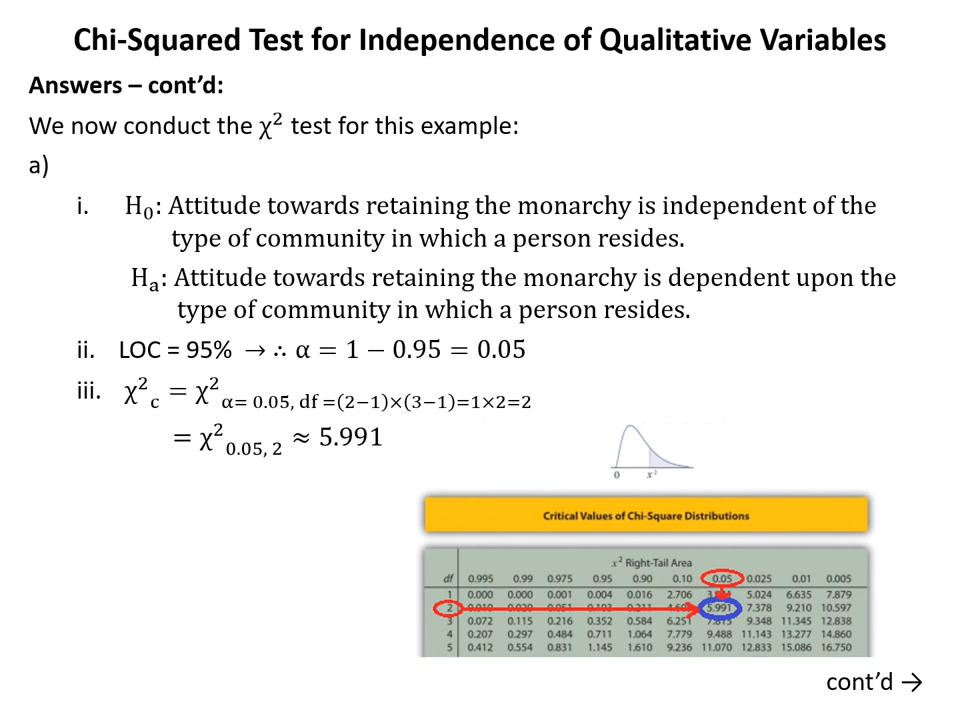 Chi-Squared Test for Independence of Qualitative Variables
Answers – cont’d:
We now conduct the χ² test for this example:
a)
i. H₀: Attitude towards retaining the monarchy is independent of the
type of community in which a person resides.
Hₐ: Attitude towards retaining the monarchy is dependent upon the
type of community in which a person resides.
ii. LOC = 95% → ∴ α = 1 − 0.95 = 0.05
iii. χ²c = χ²α= 0.05, df =(2−1)×(3−1)=1×2=2
= χ²0.05, 2 ≈ 5.991
0 x²
Critical Values of Chi-Square Distributions
x² Right-Tail Area
df 0.995 0.99 0.975 0.95 0.90 0.10 0.05 0.025 0.01 0.005
1 0.000 0.000 0.001 0.004 0.016 2.706 5.024 6.635 7.879
2 5.991 7.378 9.210 10.597
3 0.072 0.115 0.216 0.352 0.584 6.251 7.815 9.348 11.345 12.838
4 0.207 0.297 0.484 0.711 1.064 7.779 9.488 11.143 13.277 14.860
5 0.412 0.554 0.831 1.145 1.610 9.236 11.070 12.833 15.086 16.750
cont’d →